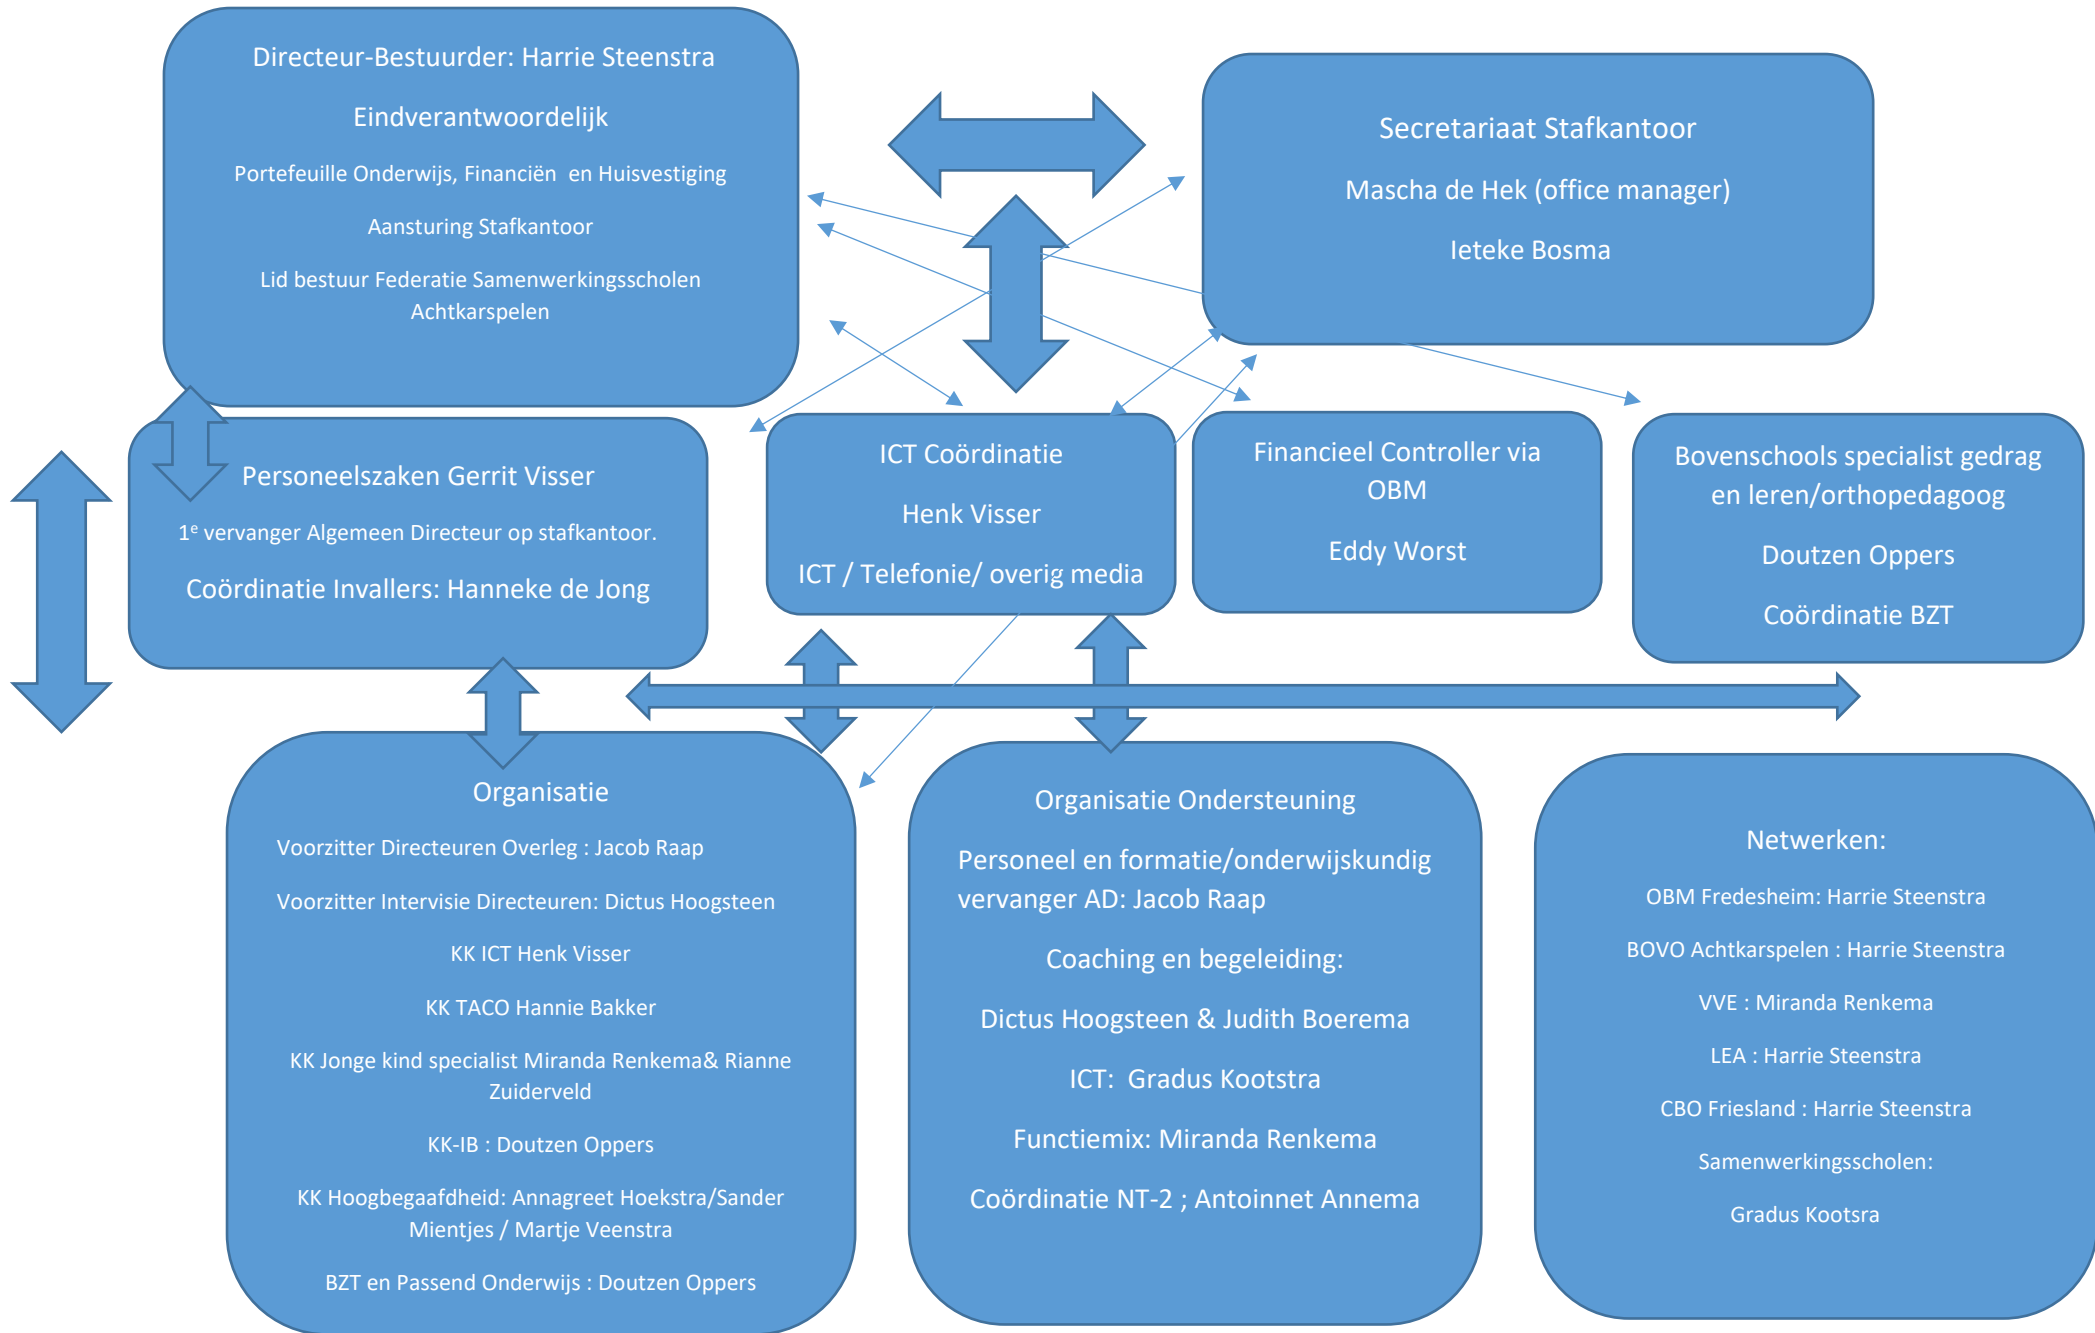 Directeur-Bestuurder: Harrie Steenstra
Eindverantwoordelijk
Portefeuille Onderwijs, Financiën en Huisvestiging
Aansturing Stafkantoor
Lid bestuur Federatie Samenwerkingsscholen
Achtkarspelen
Secretariaat Stafkantoor
Mascha de Hek (office manager)
Ieteke Bosma
Personeelszaken Gerrit Visser
1e vervanger Algemeen Directeur op stafkantoor.
Coördinatie Invallers: Hanneke de Jong
ICT Coördinatie
Henk Visser
ICT / Telefonie/ overig media
Financieel Controller via
OBM
Eddy Worst
Bovenschools specialist gedrag
en leren/orthopedagoog
Doutzen Oppers
Coördinatie BZT
Organisatie
Voorzitter Directeuren Overleg : Jacob Raap
Voorzitter Intervisie Directeuren: Dictus Hoogsteen
KK ICT Henk Visser
KK TACO Hannie Bakker
KK Jonge kind specialist Miranda Renkema& Rianne
Zuiderveld
KK-IB : Doutzen Oppers
KK Hoogbegaafdheid: Annagreet Hoekstra/Sander
Mientjes / Martje Veenstra
BZT en Passend Onderwijs : Doutzen Oppers
Organisatie Ondersteuning
Personeel en formatie/onderwijskundig
vervanger AD: Jacob Raap
Coaching en begeleiding:
Dictus Hoogsteen & Judith Boerema
ICT: Gradus Kootstra
Functiemix: Miranda Renkema
Coördinatie NT-2 ; Antoinnet Annema
Netwerken:
OBM Fredesheim: Harrie Steenstra
BOVO Achtkarspelen : Harrie Steenstra
VVE : Miranda Renkema
LEA : Harrie Steenstra
CBO Friesland : Harrie Steenstra
Samenwerkingsscholen:
Gradus Kootsra